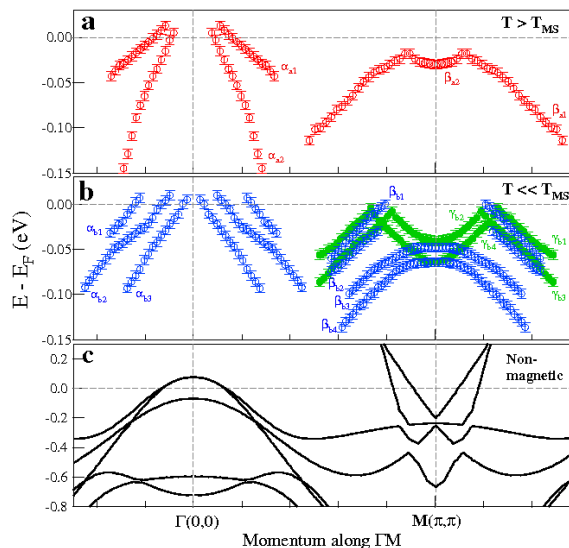 a
T > T_MS
0.00
-0.05
-0.10
-0.15
α_a1
α_a2
β_a2
β_a1
b
T << T_MS
0.00
-0.05
-0.10
-0.15
α_b1
α_b2
α_b3
β_b1
β_b2
β_b3
β_b4
γ_b2
γ_b4
γ_b1
γ_b3
E - E_F (eV)
c
Non-
magnetic
0.2
0.0
-0.2
-0.4
-0.6
-0.8
Γ(0,0)
M(π,π)
Momentum along ΓM